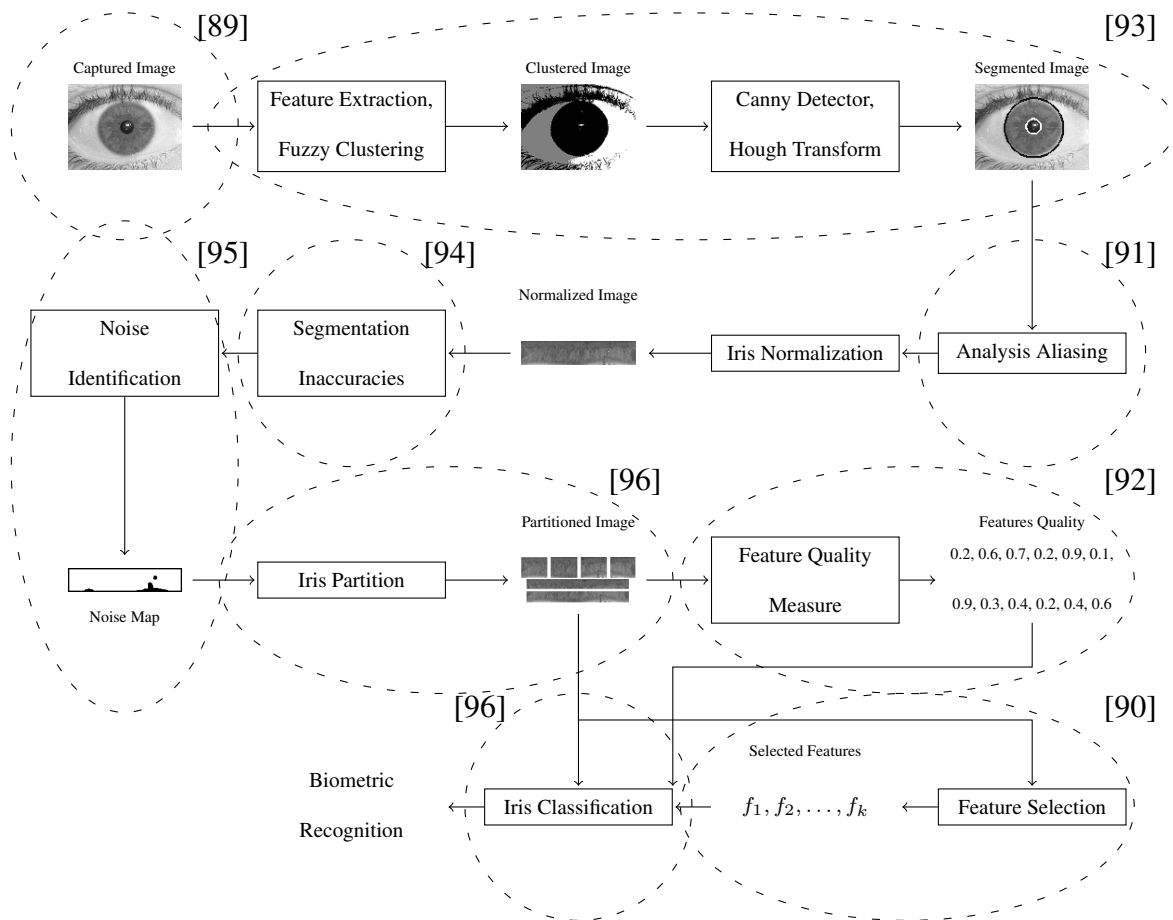 [89]
[93]
Captured Image
Clustered Image
Segmented Image
Feature Extraction,
Fuzzy Clustering
Canny Detector,
Hough Transform
[95]
[94]
[91]
Normalized Image
Noise
Identification
Segmentation
Inaccuracies
Iris Normalization
Analysis Aliasing
[96]
[92]
Partitioned Image
Features Quality
Noise Map
Iris Partition
Feature Quality
Measure
0.2, 0.6, 0.7, 0.2, 0.9, 0.1,
0.9, 0.3, 0.4, 0.2, 0.4, 0.6
[96]
[90]
Selected Features
Biometric
Recognition
Iris Classification
f₁, f₂, . . . , fₖ
Feature Selection